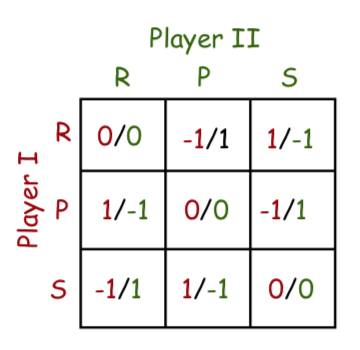 Player II
R P S
Player I
R 0/0 -1/1 1/-1
P 1/-1 0/0 -1/1
S -1/1 1/-1 0/0